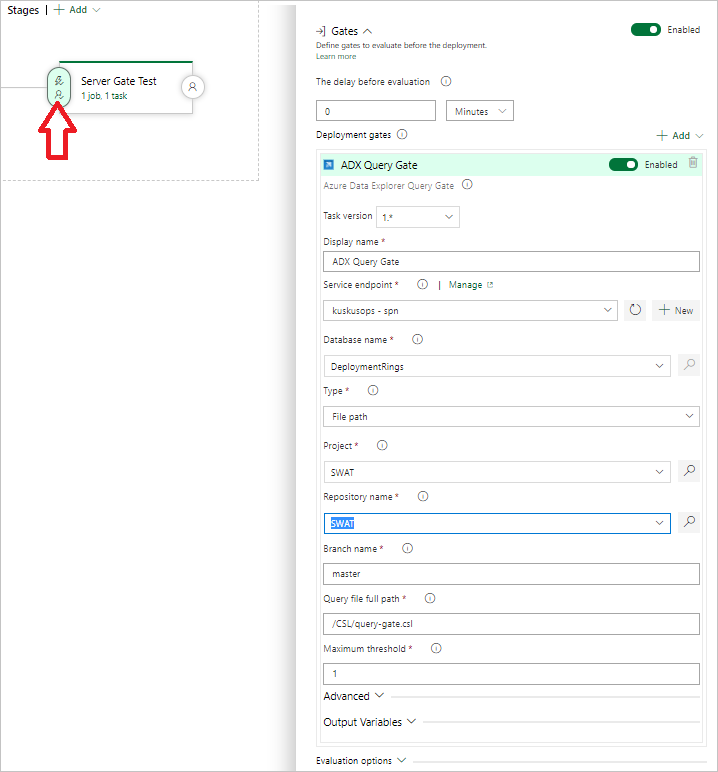 Stages | + Add
Server Gate Test
1 job, 1 task
Gates
Enabled
Define gates to evaluate before the deployment.
Learn more
The delay before evaluation
0
Minutes
Deployment gates
+ Add
ADX Query Gate
Enabled
Azure Data Explorer Query Gate
Task version 1.*
Display name *
ADX Query Gate
Service endpoint * | Manage
kuskusops - spn
+ New
Database name *
DeploymentRings
Type *
File path
Project *
SWAT
Repository name *
SWAT
Branch name *
master
Query file full path *
/CSL/query-gate.csl
Maximum threshold *
1
Advanced
Output Variables
Evaluation options